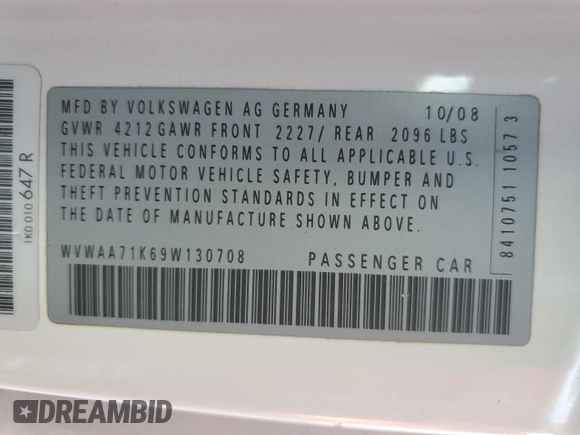 MFD BY VOLKSWAGEN AG GERMANY 10/08
GVWR 4212 GAWR FRONT 2227/ REAR 2096 LBS
THIS VEHICLE CONFORMS TO ALL APPLICABLE U.S.
FEDERAL MOTOR VEHICLE SAFETY, BUMPER AND
THEFT PREVENTION STANDARDS IN EFFECT ON
THE DATE OF MANUFACTURE SHOWN ABOVE.
WVWAA71K69W130708 PASSENGER CAR
8410751 1057 3
1K0 010 647 R
DREAMBID